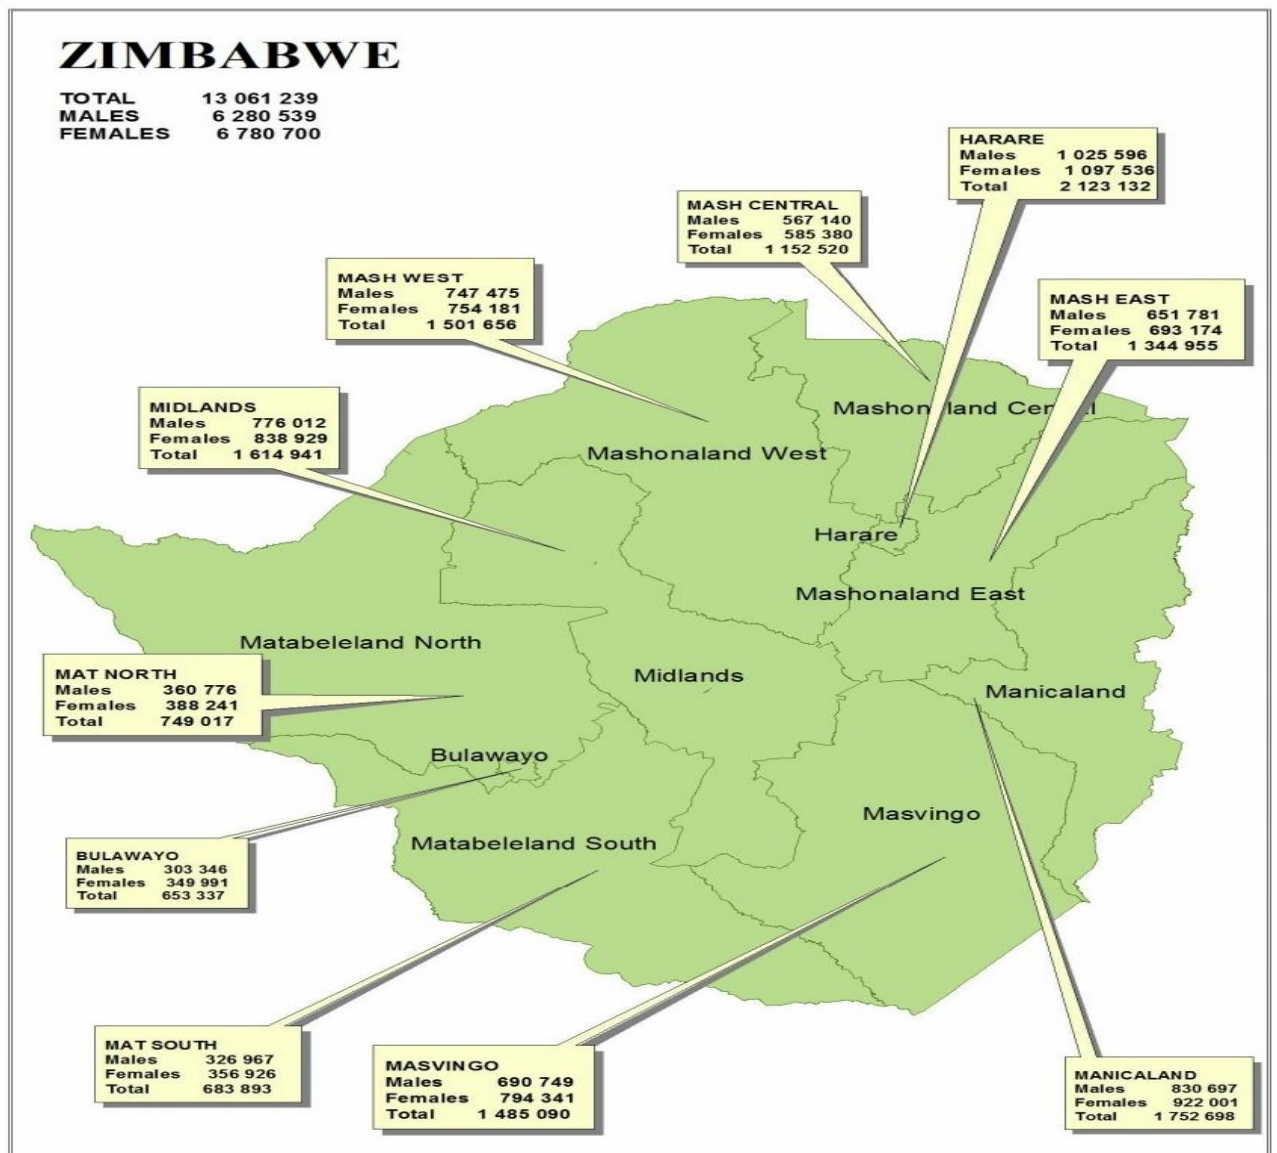 ZIMBABWE
TOTAL 13 061 239
MALES 6 280 539
FEMALES 6 780 700
HARARE
Males 1 025 596
Females 1 097 536
Total 2 123 132
MASH CENTRAL
Males 567 140
Females 585 380
Total 1 152 520
MASH WEST
Males 747 475
Females 754 181
Total 1 501 656
MASH EAST
Males 651 781
Females 693 174
Total 1 344 955
MIDLANDS
Males 776 012
Females 838 929
Total 1 614 941
Mashonaland Central
Mashonaland West
Harare
Mashonaland East
Matabeleland North
Midlands
Manicaland
MAT NORTH
Males 360 776
Females 388 241
Total 749 017
Bulawayo
Masvingo
Matabeleland South
BULAWAYO
Males 303 346
Females 349 991
Total 653 337
MAT SOUTH
Males 326 967
Females 356 926
Total 683 893
MASVINGO
Males 690 749
Females 794 341
Total 1 485 090
MANICALAND
Males 830 697
Females 922 001
Total 1 752 698